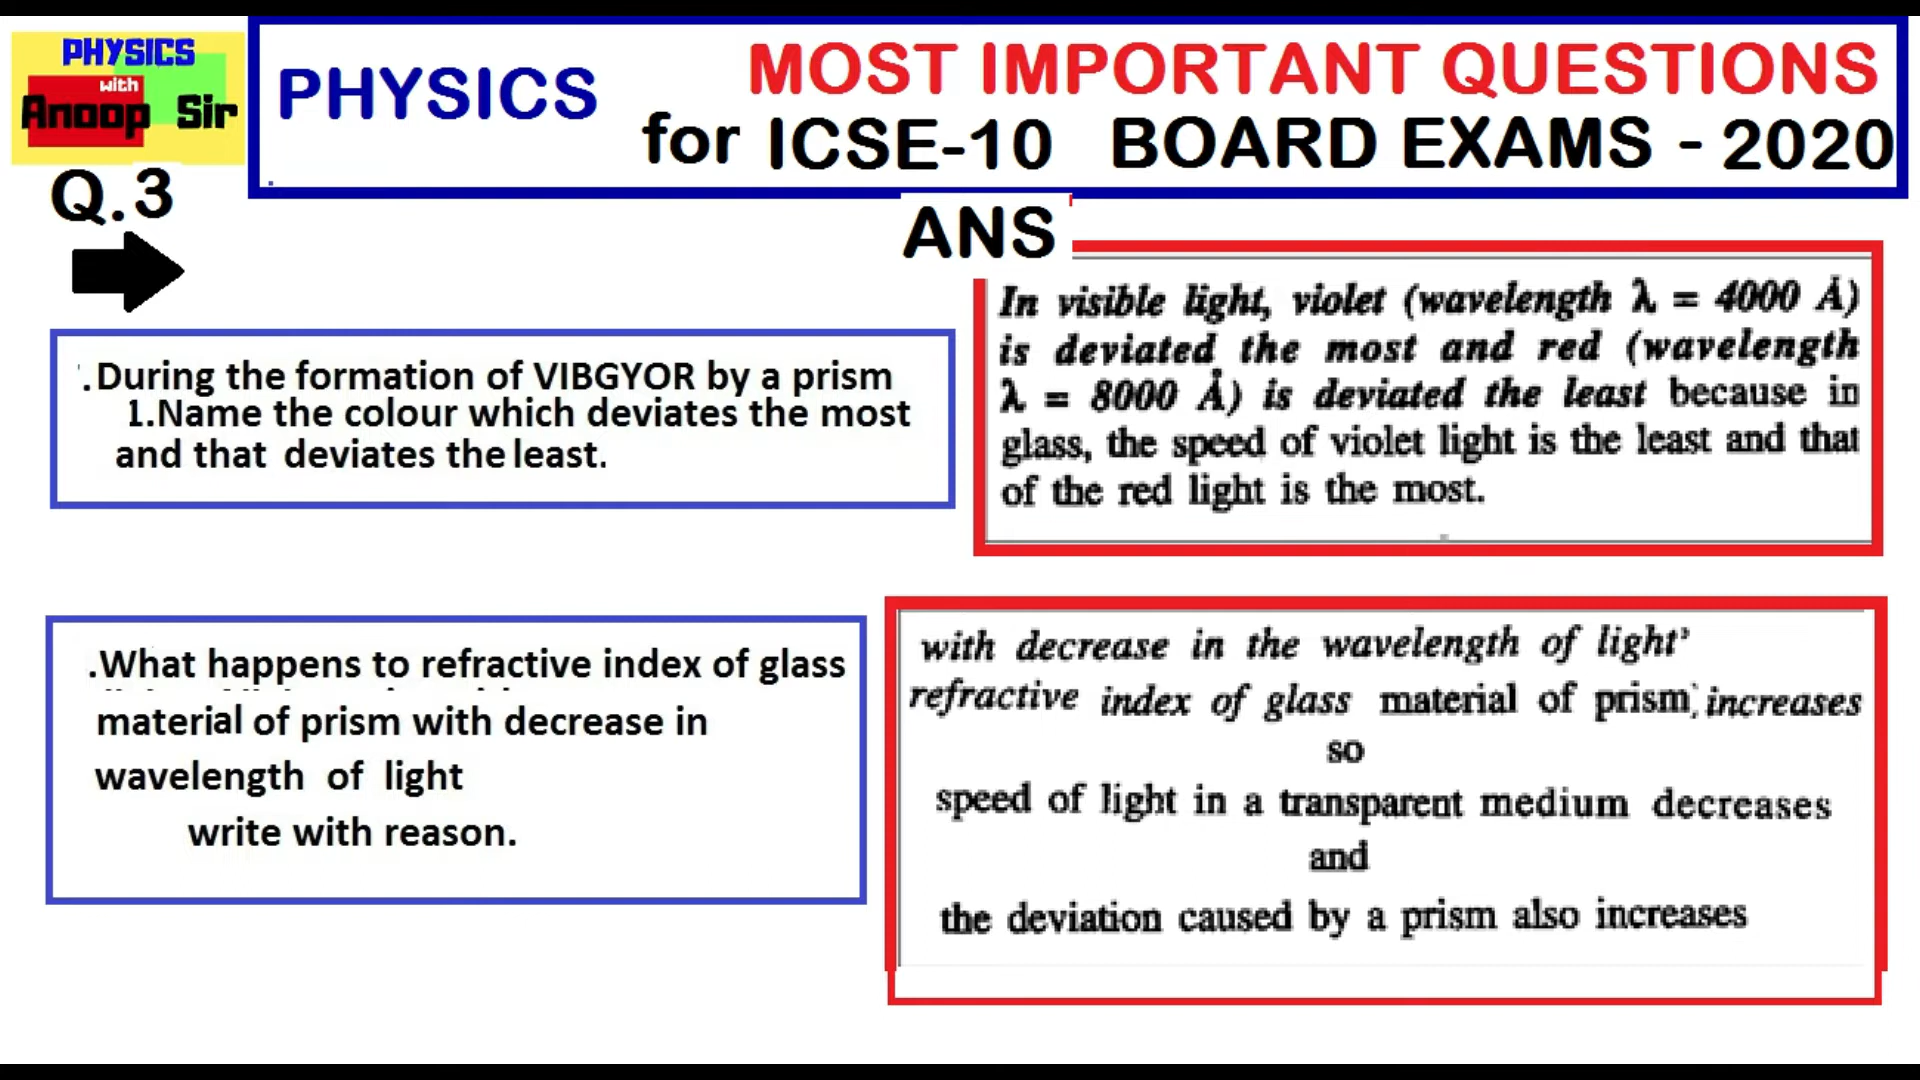 PHYSICS
with
Anoop Sir
PHYSICS
MOST IMPORTANT QUESTIONS
for ICSE-10 BOARD EXAMS - 2020
Q.3
ANS
.During the formation of VIBGYOR by a prism
1.Name the colour which deviates the most
and that deviates the least.
In visible light, violet (wavelength λ = 4000 Å)
is deviated the most and red (wavelength
λ = 8000 Å) is deviated the least because in
glass, the speed of violet light is the least and that
of the red light is the most.
.What happens to refractive index of glass
material of prism with decrease in
wavelength of light
write with reason.
with decrease in the wavelength of light’
refractive index of glass material of prism; increases
so
speed of light in a transparent medium decreases
and
the deviation caused by a prism also increases